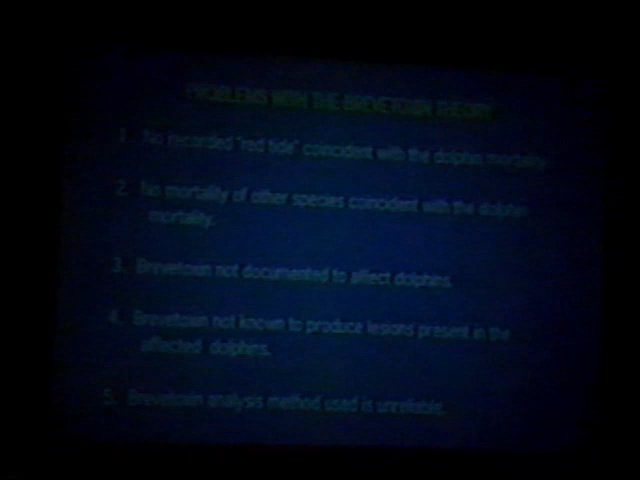 PROBLEMS WITH THE BREVETOXIN THEORY
1. No recorded "red tide" coincident with the dolphin mortality.
2. No mortality of other species coincident with the dolphin
mortality.
3. Brevetoxin not documented to affect dolphins.
4. Brevetoxin not known to produce lesions present in the
affected dolphins.
5. Brevetoxin analysis method used is unreliable.